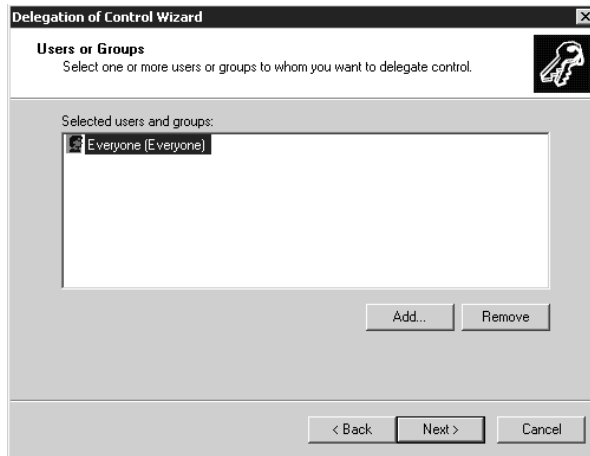 Delegation of Control Wizard
Users or Groups
Select one or more users or groups to whom you want to delegate control.
Selected users and groups:
Everyone (Everyone)
Add... Remove
< Back Next > Cancel